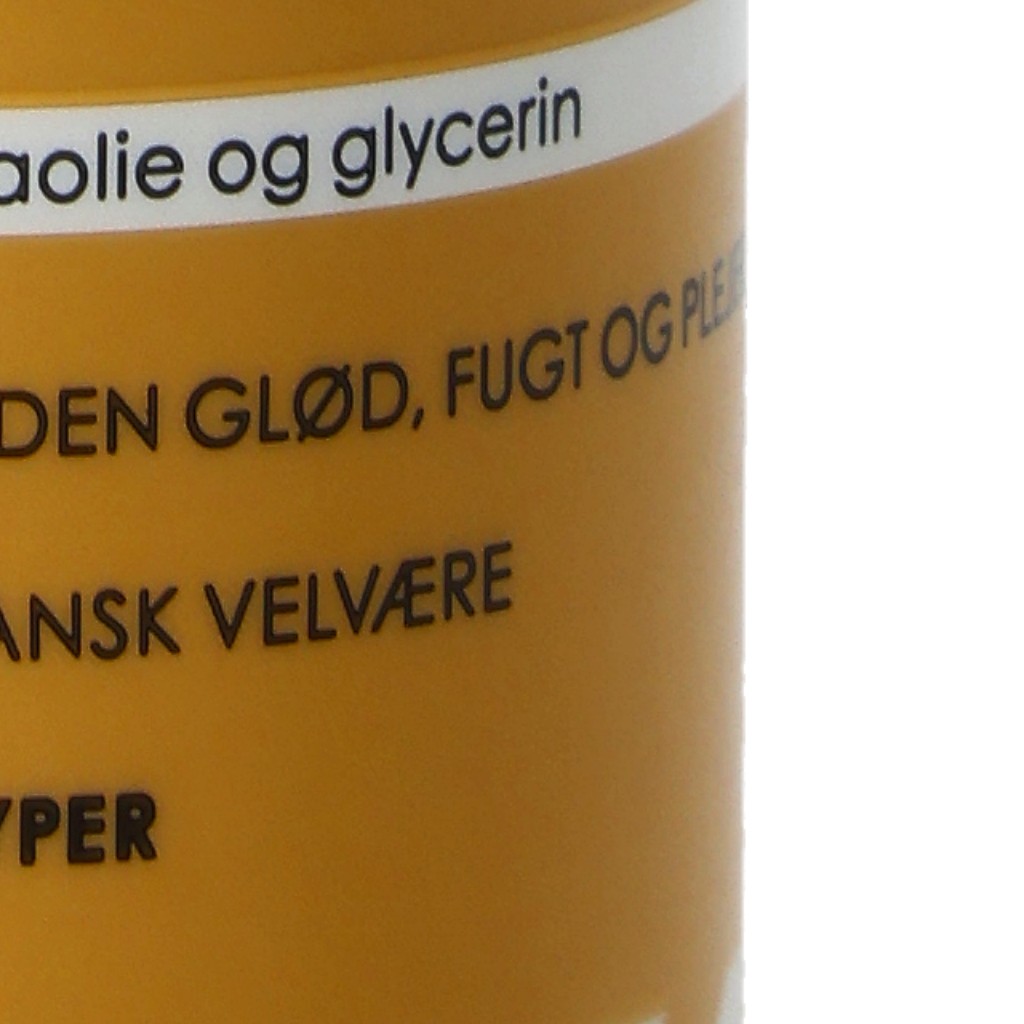 aolie og glycerin
DEN GLØD, FUGT OG
ANSK VELVÆRE
YPER